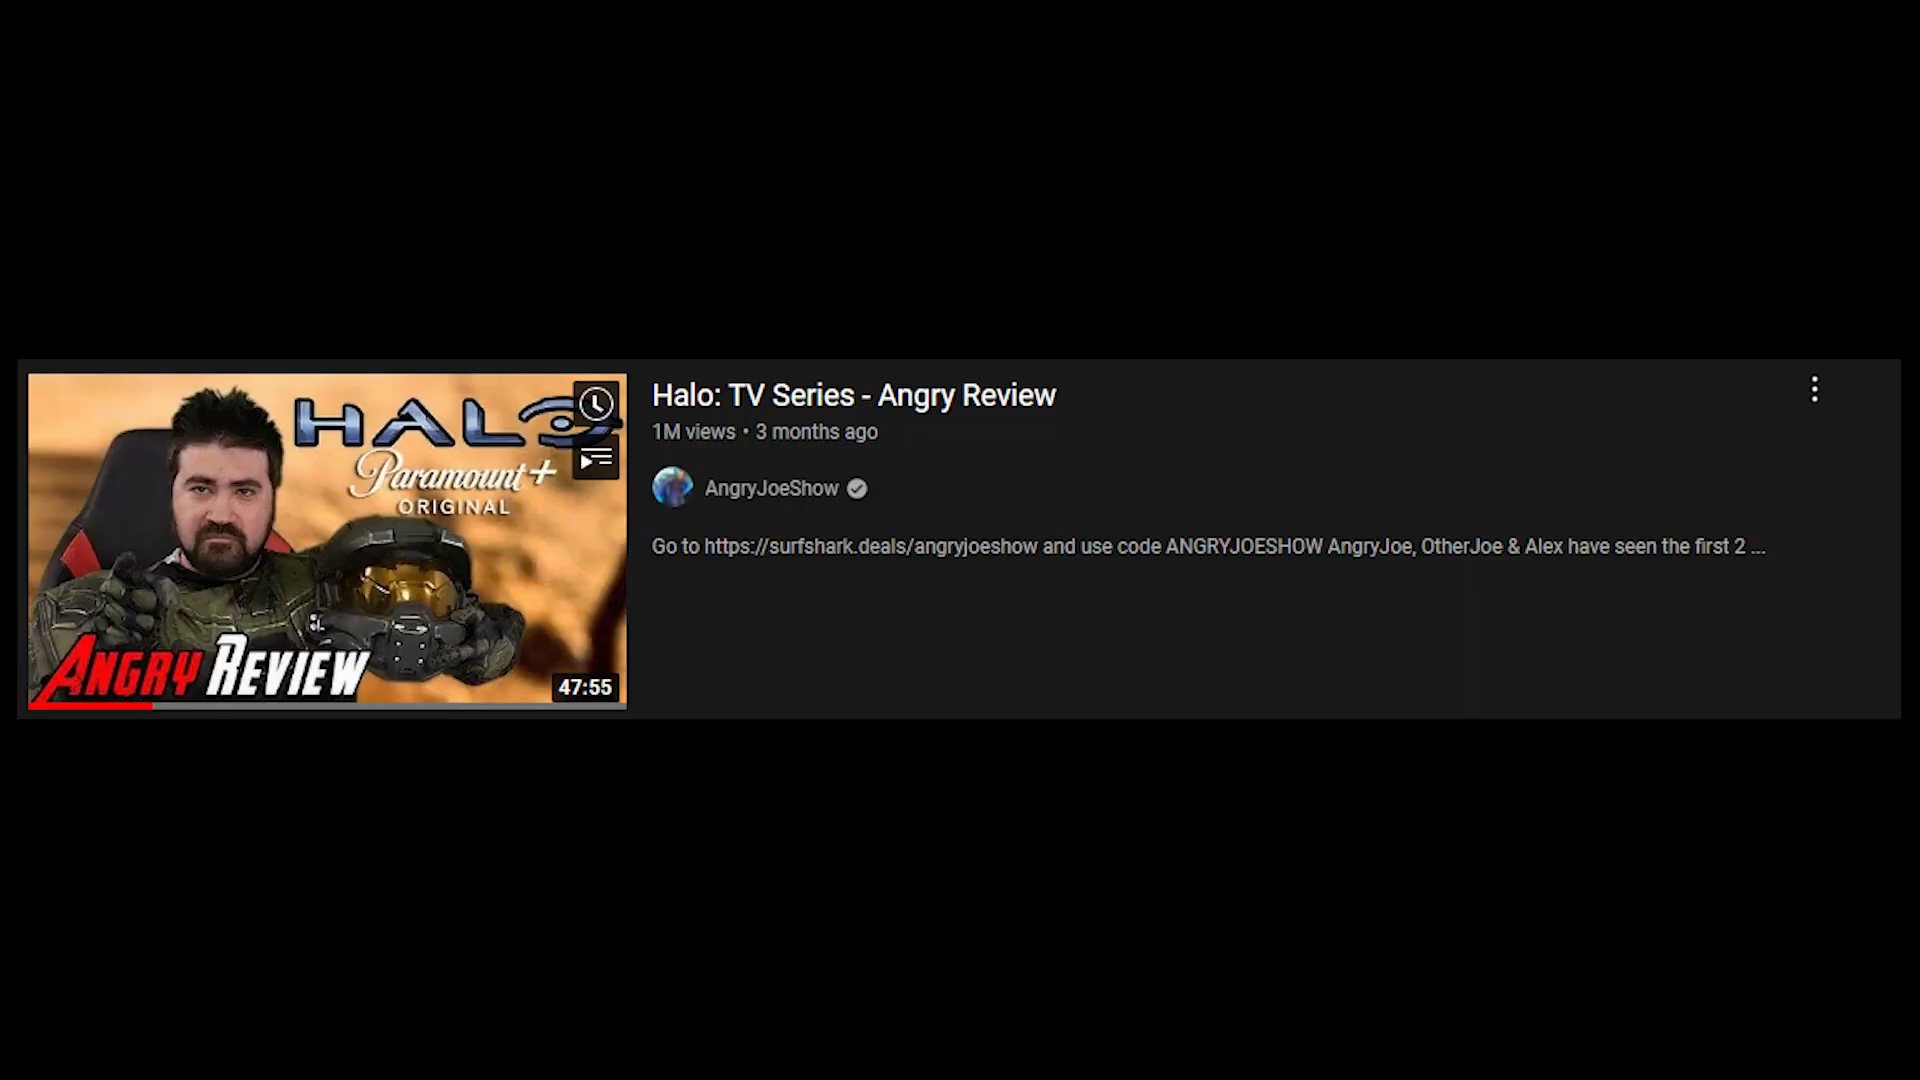 HALO
Paramount+
ORIGINAL
ANGRY REVIEW
47:55
Halo: TV Series - Angry Review
1M views • 3 months ago
AngryJoeShow
Go to https://surfshark.deals/angryjoeshow and use code ANGRYJOESHOW AngryJoe, OtherJoe & Alex have seen the first 2 ...